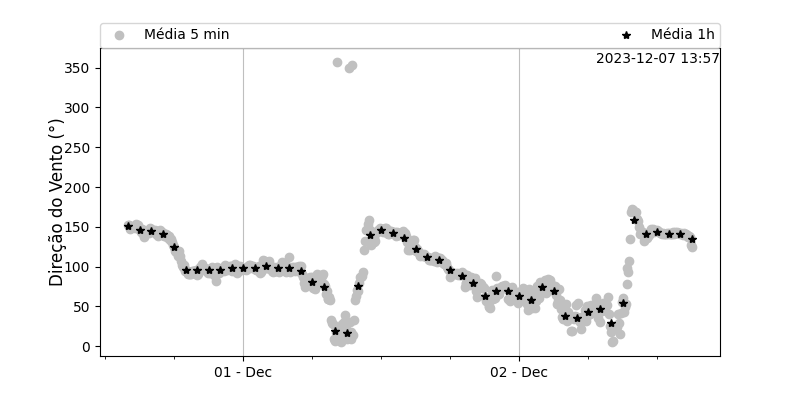 Média 5 min
Média 1h
2023-12-07 13:57
Direção do Vento (°)
350
300
250
200
150
100
50
0
01 - Dec
02 - Dec